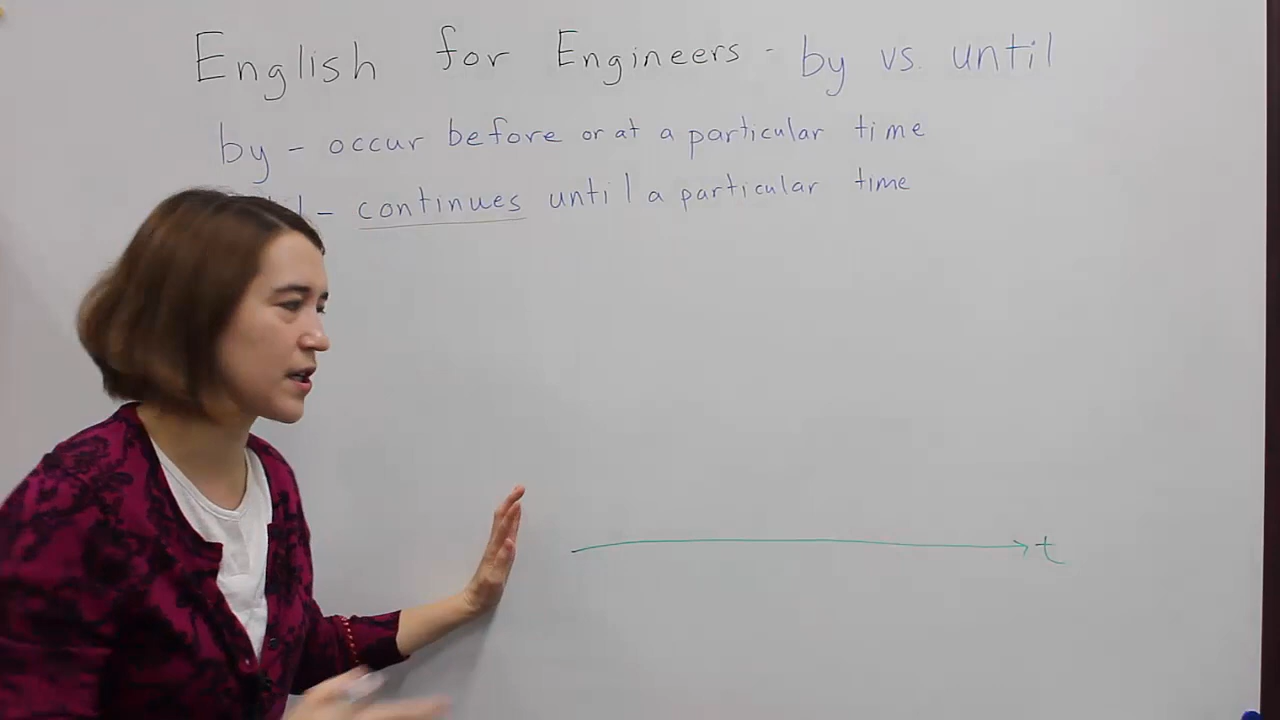 English for Engineers - by vs. until
by - occur before or at a particular time
- continues until a particular time
t